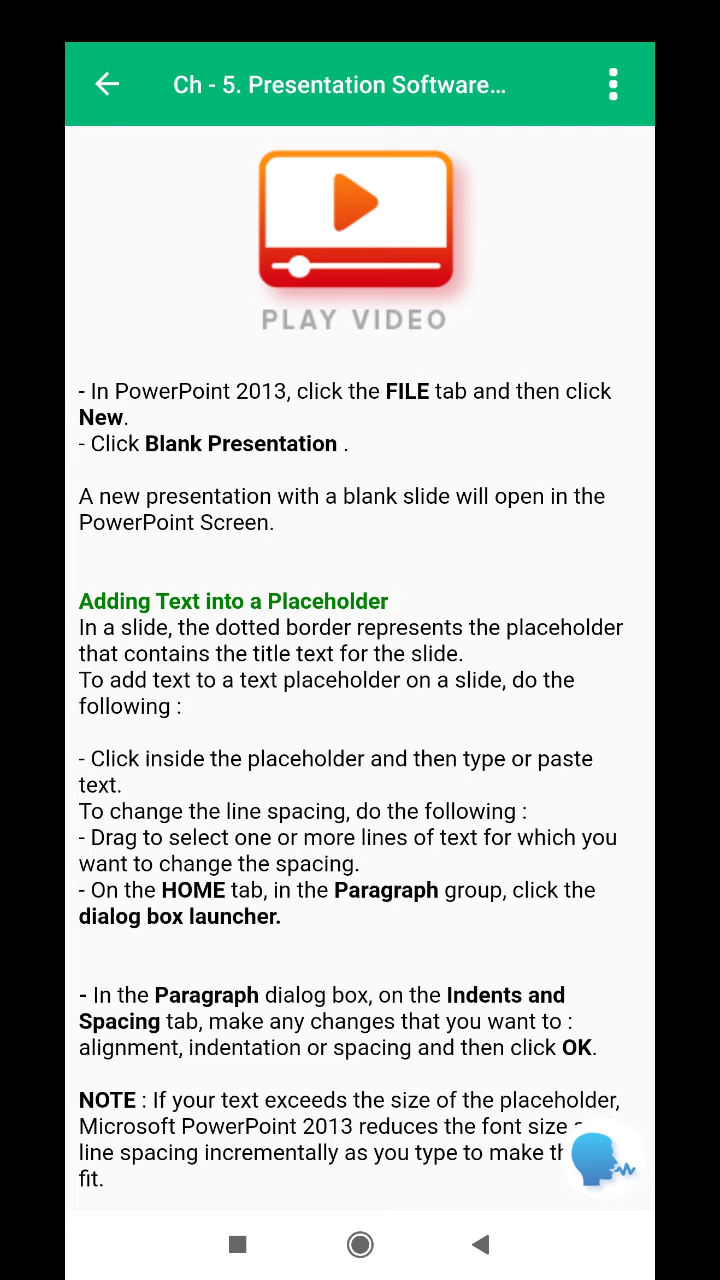 Ch - 5. Presentation Software...
PLAY VIDEO
- In PowerPoint 2013, click the FILE tab and then click
New.
- Click Blank Presentation .
A new presentation with a blank slide will open in the
PowerPoint Screen.
Adding Text into a Placeholder
In a slide, the dotted border represents the placeholder
that contains the title text for the slide.
To add text to a text placeholder on a slide, do the
following :
- Click inside the placeholder and then type or paste
text.
To change the line spacing, do the following :
- Drag to select one or more lines of text for which you
want to change the spacing.
- On the HOME tab, in the Paragraph group, click the
dialog box launcher.
- In the Paragraph dialog box, on the Indents and
Spacing tab, make any changes that you want to :
alignment, indentation or spacing and then click OK.
NOTE : If your text exceeds the size of the placeholder,
Microsoft PowerPoint 2013 reduces the font size
line spacing incrementally as you type to make
fit.